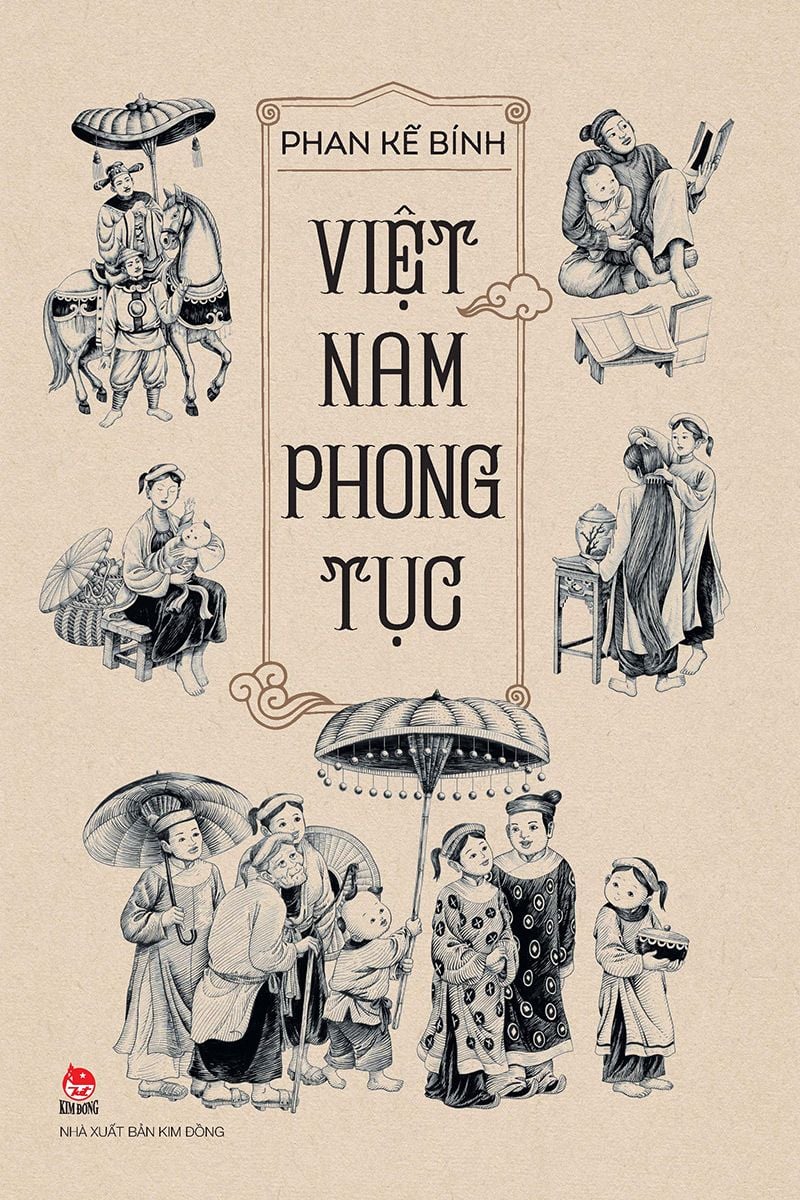 PHAN KẾ BÍNH
VIỆT
NAM
PHONG
TỤC
KIM ĐỒNG
NHÀ XUẤT BẢN KIM ĐỒNG